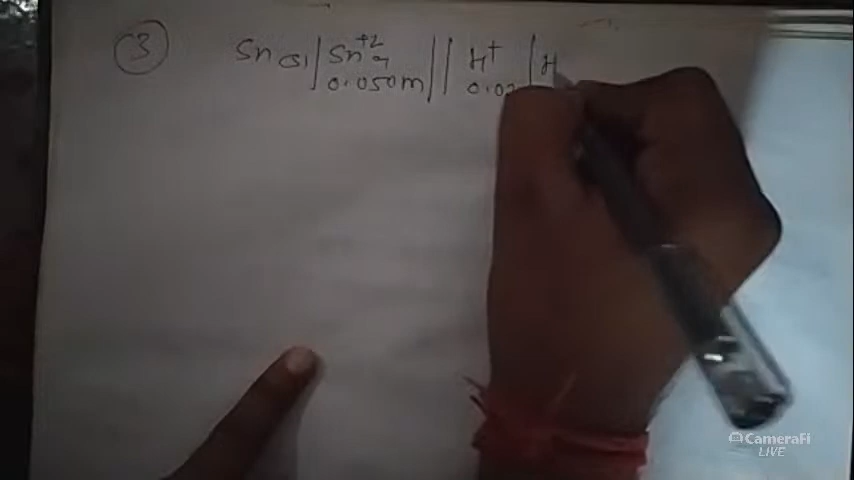 (3) Sn(s) | Sn+2 || H+ | H
0.050m 0.02
CameraFi
LIVE